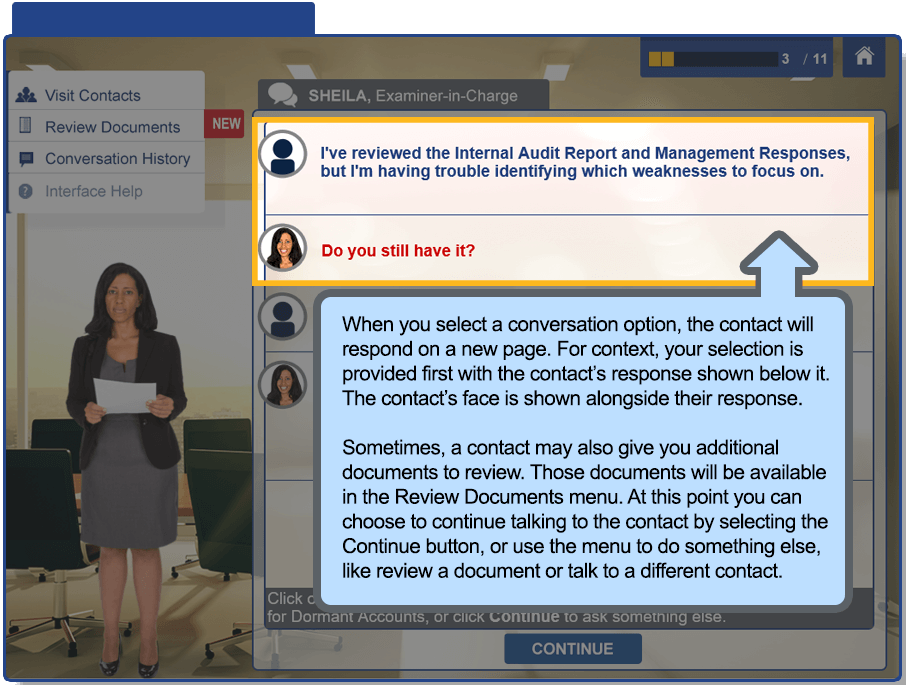 3 / 11
Visit Contacts
Review Documents
NEW
Conversation History
Interface Help
SHEILA, Examiner-in-Charge
I've reviewed the Internal Audit Report and Management Responses,
but I'm having trouble identifying which weaknesses to focus on.
Do you still have it?
When you select a conversation option, the contact will
respond on a new page. For context, your selection is
provided first with the contact’s response shown below it.
The contact’s face is shown alongside their response.
Sometimes, a contact may also give you additional
documents to review. Those documents will be available
in the Review Documents menu. At this point you can
choose to continue talking to the contact by selecting the
Continue button, or use the menu to do something else,
like review a document or talk to a different contact.
Click
for Dormant Accounts, or click Continue to ask something else.
CONTINUE